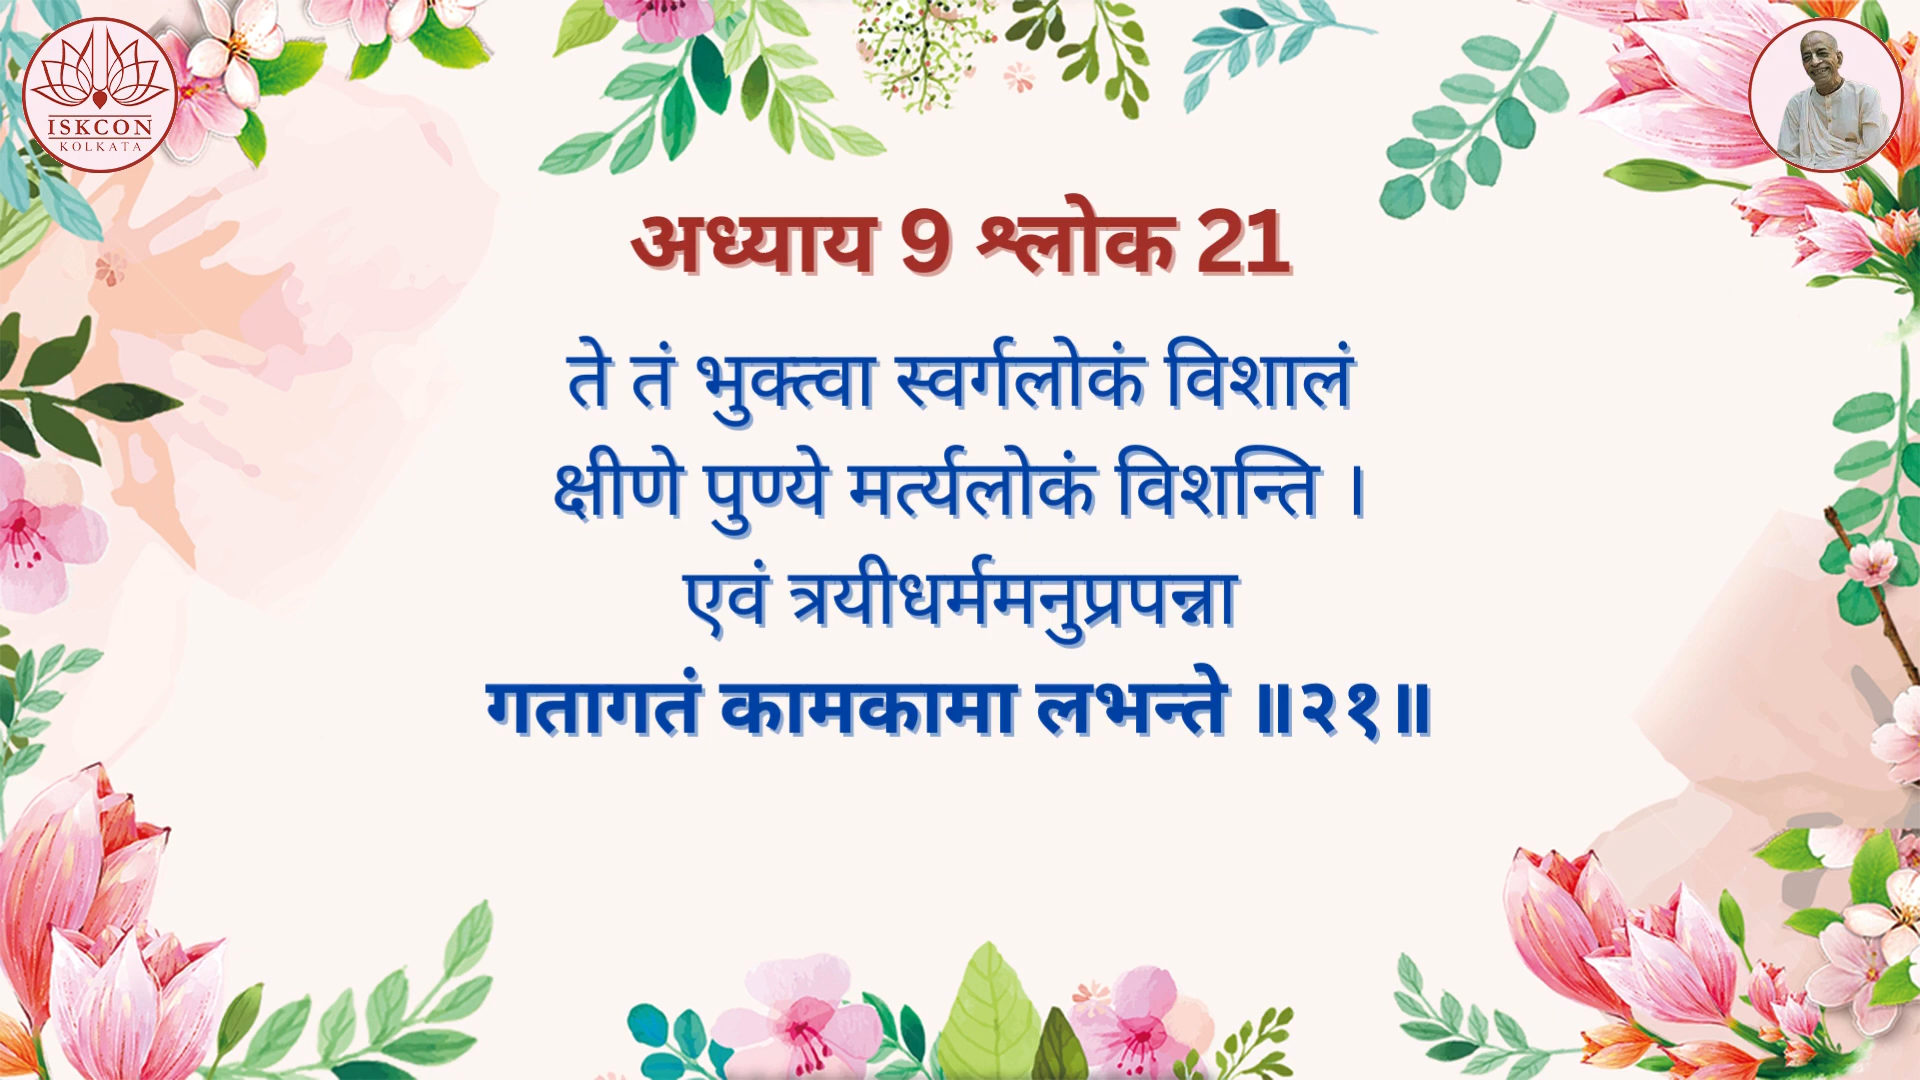 ISKCON
KOLKATA
अध्याय 9 श्लोक 21
ते तं भुक्त्वा स्वर्गलोकं विशालं
क्षीणे पुण्ये मर्त्यलोकं विशन्ति ।
एवं त्रयीधर्ममनुप्रपन्ना
गतागतं कामकामा लभन्ते ॥२१॥